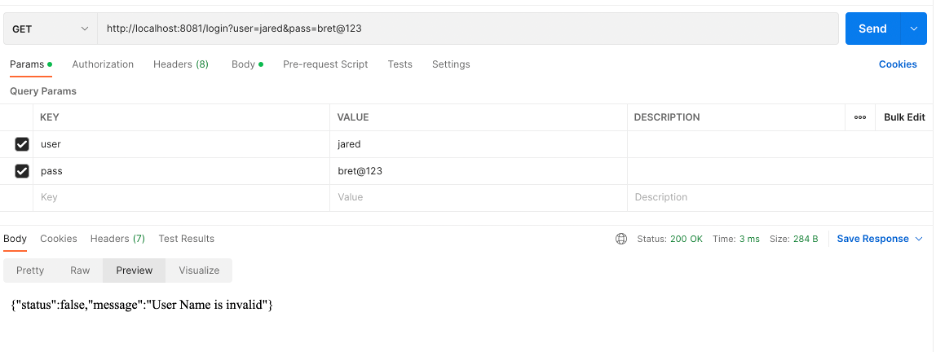 GET http://localhost:8081/login?user=jared&pass=bret@123 Send
Params Authorization Headers (8) Body Pre-request Script Tests Settings Cookies
Query Params
KEY VALUE DESCRIPTION ooo Bulk Edit
user jared
pass bret@123
Key Value Description
Body Cookies Headers (7) Test Results Status: 200 OK Time: 3 ms Size: 284 B Save Response
Pretty Raw Preview Visualize
{"status":false,"message":"User Name is invalid"}